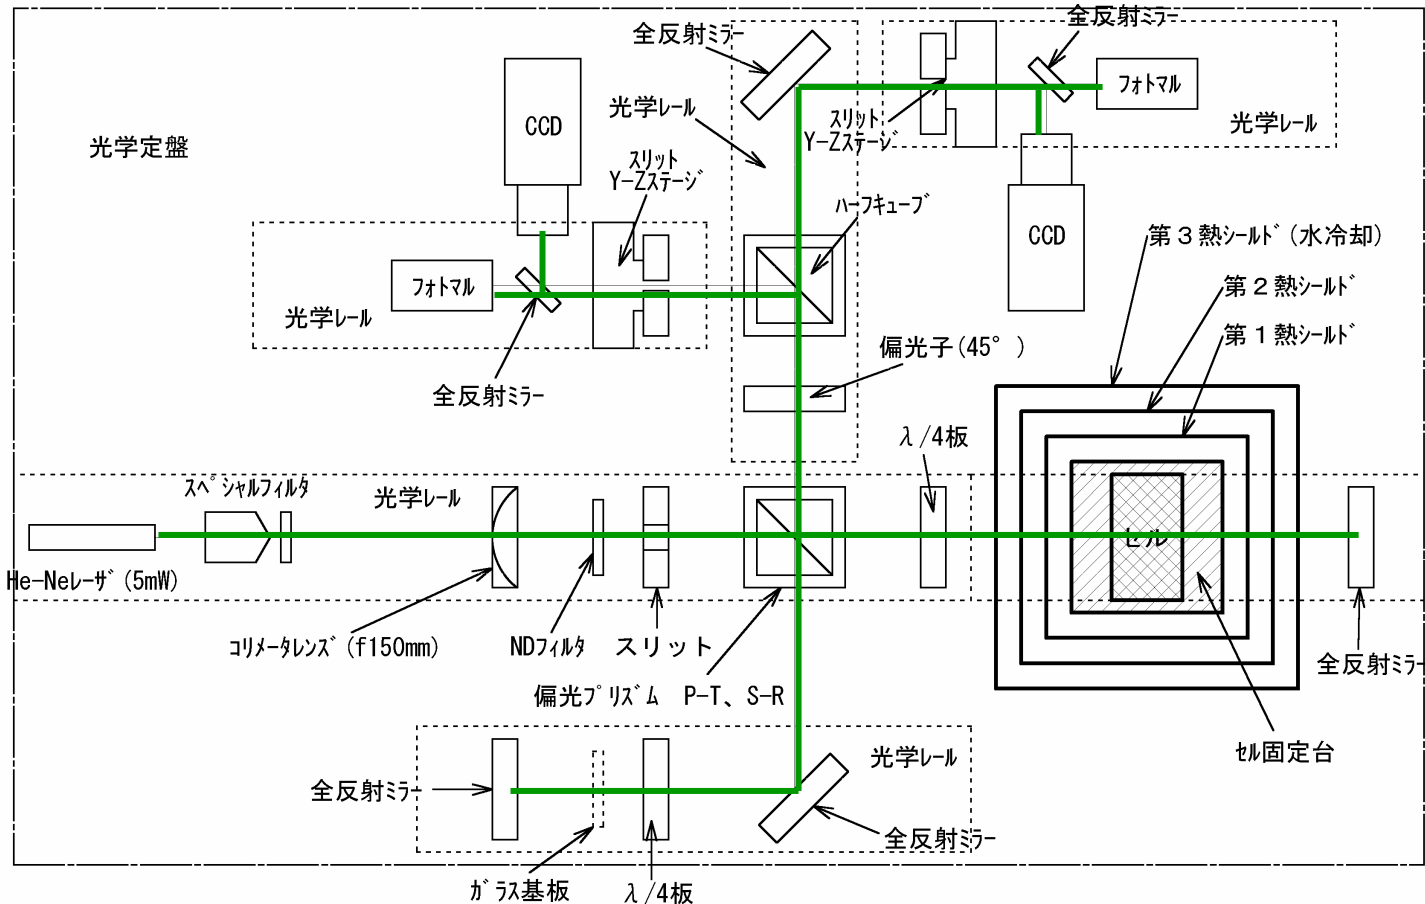 全反射ﾐﾗｰ
全反射ﾐﾗｰ
CCD
光学ﾚｰﾙ
ﾌｫﾄﾏﾙ
ｽﾘｯﾄ
Y-Zｽﾃｰｼﾞ
光学ﾚｰﾙ
光学定盤
ｽﾘｯﾄ
Y-Zｽﾃｰｼﾞ
ﾊｰﾌｷｭｰﾌﾞ
CCD
第３熱ｼｰﾙﾄﾞ(水冷却)
ﾌｫﾄﾏﾙ
第２熱ｼｰﾙﾄﾞ
光学ﾚｰﾙ
第１熱ｼｰﾙﾄﾞ
偏光子(45°)
全反射ﾐﾗｰ
λ/4板
ｽﾍﾟｼｬﾙﾌｨﾙﾀ
光学ﾚｰﾙ
セル
He-Neﾚｰｻﾞ(5mW)
ｺﾘﾒｰﾀﾚﾝｽﾞ(f150mm)
NDﾌｨﾙﾀ
スリット
全反射ﾐﾗｰ
偏光ﾌﾟﾘｽﾞﾑ P-T、S-R
光学ﾚｰﾙ
ｾﾙ固定台
全反射ﾐﾗｰ
全反射ﾐﾗｰ
ｶﾞﾗｽ基板
λ/4板